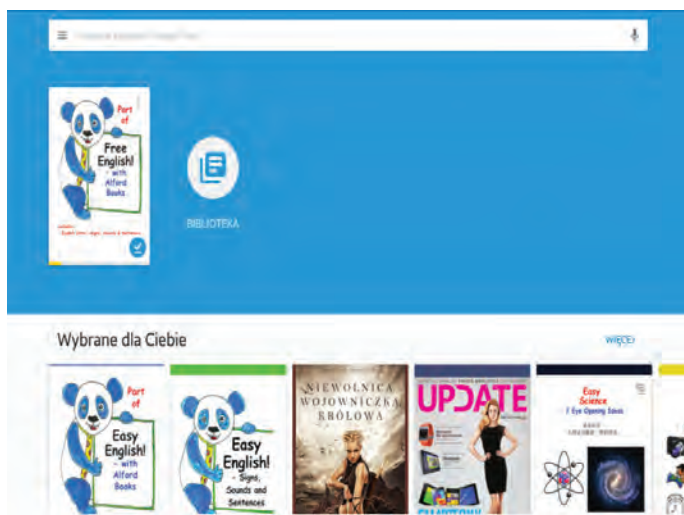 Part
of
Free
English!
- with
Alford
Books
BIBLIOTEKA
Wybrane dla Ciebie
WIĘCEJ
Part
of
Easy
English!
- with
Alford
Books
Easy
English!
- Signs,
Sounds and
Sentences
NIEWOLNICA
WOJOWNICZKA
KRÓLOWA
UPDATE
Easy
Science
7 Eye Opening Ideas